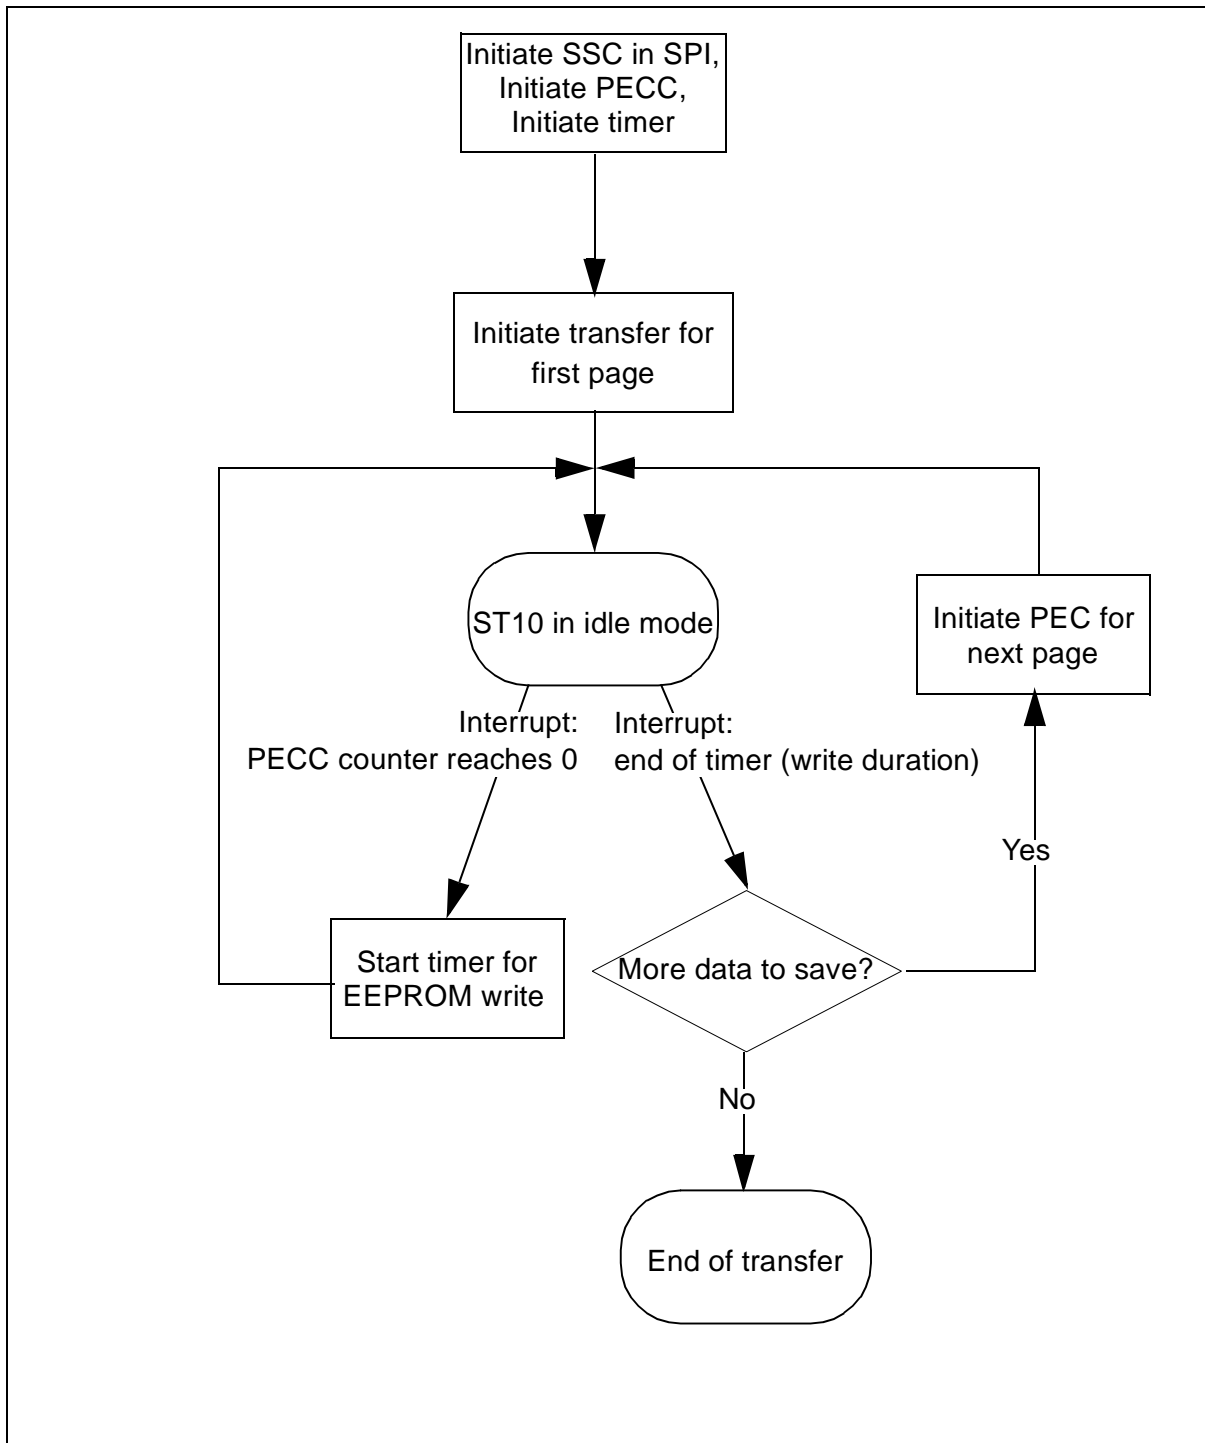 Initiate SSC in SPI,
Initiate PECC,
Initiate timer
Initiate transfer for
first page
ST10 in idle mode
Initiate PEC for
next page
Interrupt:
PECC counter reaches 0
Interrupt:
end of timer (write duration)
Yes
Start timer for
EEPROM write
More data to save?
No
End of transfer